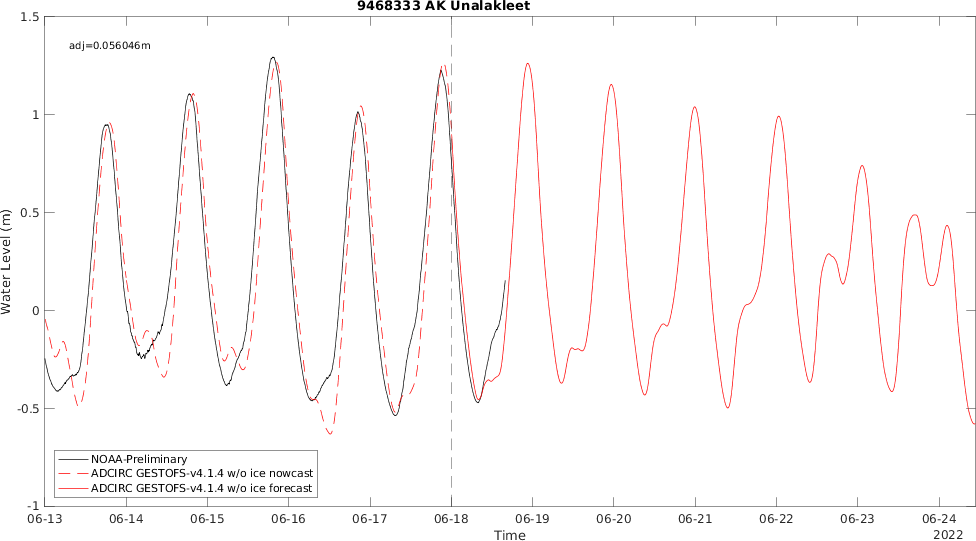 9468333 AK Unalakleet
adj=0.056046m
1.5
1
0.5
0
-0.5
-1
Water Level (m)
NOAA-Preliminary
ADCIRC GESTOFS-v4.1.4 w/o ice nowcast
ADCIRC GESTOFS-v4.1.4 w/o ice forecast
06-13 06-14 06-15 06-16 06-17 06-18 06-19 06-20 06-21 06-22 06-23 06-24
Time
2022